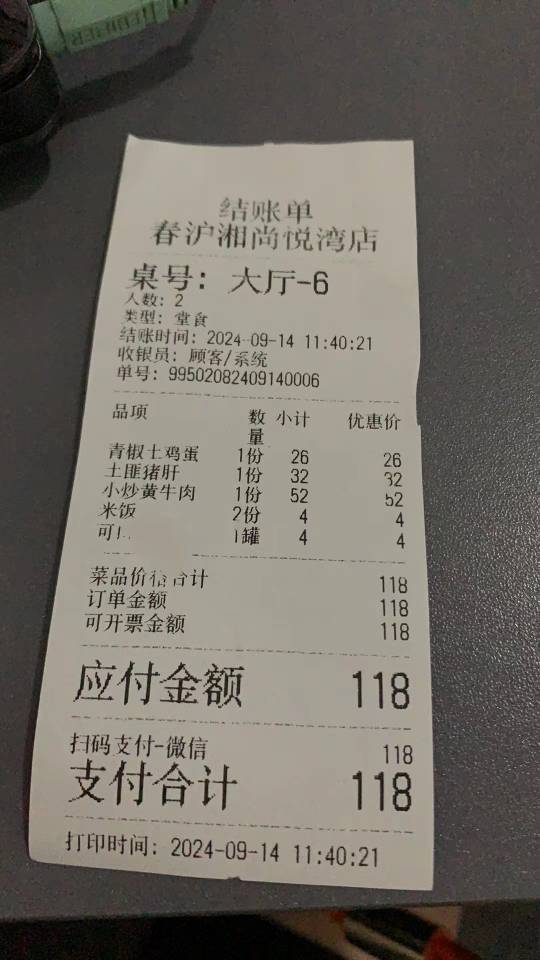 结账单
春沪湘尚悦湾店
桌号：大厅-6
人数：2
类型：堂食
结账时间：2024-09-14 11:40:21
收银员：顾客/系统
单号：99502082409140006
品项 数量 小计 优惠价
青椒土鸡蛋 1份 26 26
土匪猪肝 1份 32 32
小炒黄牛肉 1份 52 52
米饭 2份 4 4
可 1罐 4 4
菜品价格合计 118
订单金额 118
可开票金额 118
应付金额 118
扫码支付-微信 118
支付合计 118
打印时间：2024-09-14 11:40:21